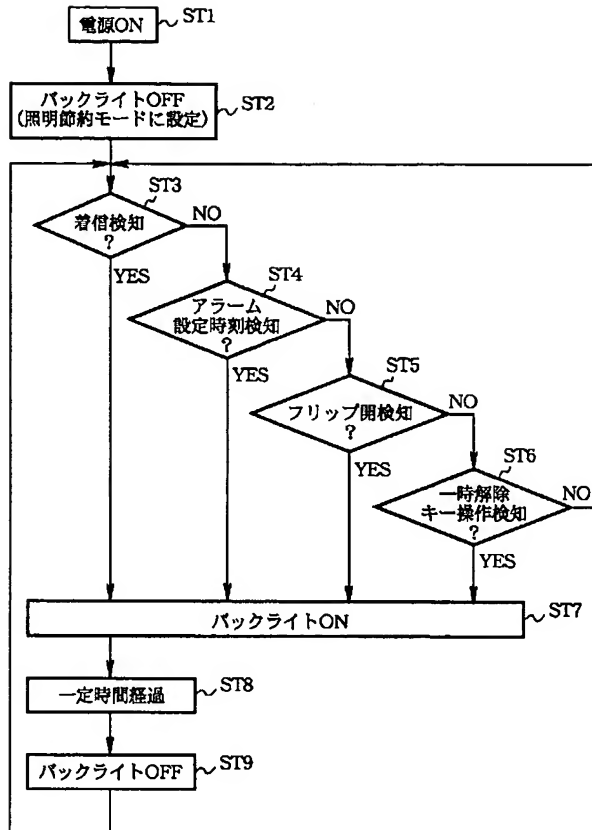 電源ON
ST1
バックライトOFF
(照明節約モードに設定)
ST2
ST3
着信検知
?
NO
YES
ST4
アラーム
設定時刻検知
?
NO
YES
ST5
フリップ開検知
?
NO
YES
ST6
一時解除
キー操作検知
?
NO
YES
バックライトON
ST7
一定時間経過
ST8
バックライトOFF
ST9